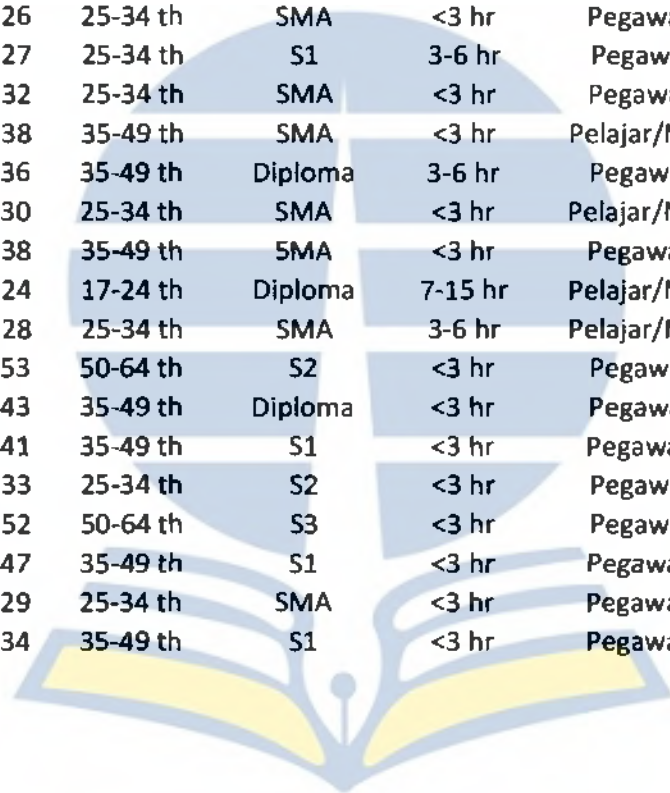 26 25-34 th SMA <3 hr Pegawa
27 25-34 th S1 3-6 hr Pegaw
32 25-34 th SMA <3 hr Pegawa
38 35-49 th SMA <3 hr Pelajar/M
36 35-49 th Diploma 3-6 hr Pegaw
30 25-34 th SMA <3 hr Pelajar/M
38 35-49 th SMA <3 hr Pegawa
24 17-24 th Diploma 7-15 hr Pelajar/M
28 25-34 th SMA 3-6 hr Pelajar/M
53 50-64 th S2 <3 hr Pegaw
43 35-49 th Diploma <3 hr Pegawa
41 35-49 th S1 <3 hr Pegawa
33 25-34 th S2 <3 hr Pegaw
52 50-64 th S3 <3 hr Pegaw
47 35-49 th S1 <3 hr Pegawa
29 25-34 th SMA <3 hr Pegawa
34 35-49 th S1 <3 hr Pegawa